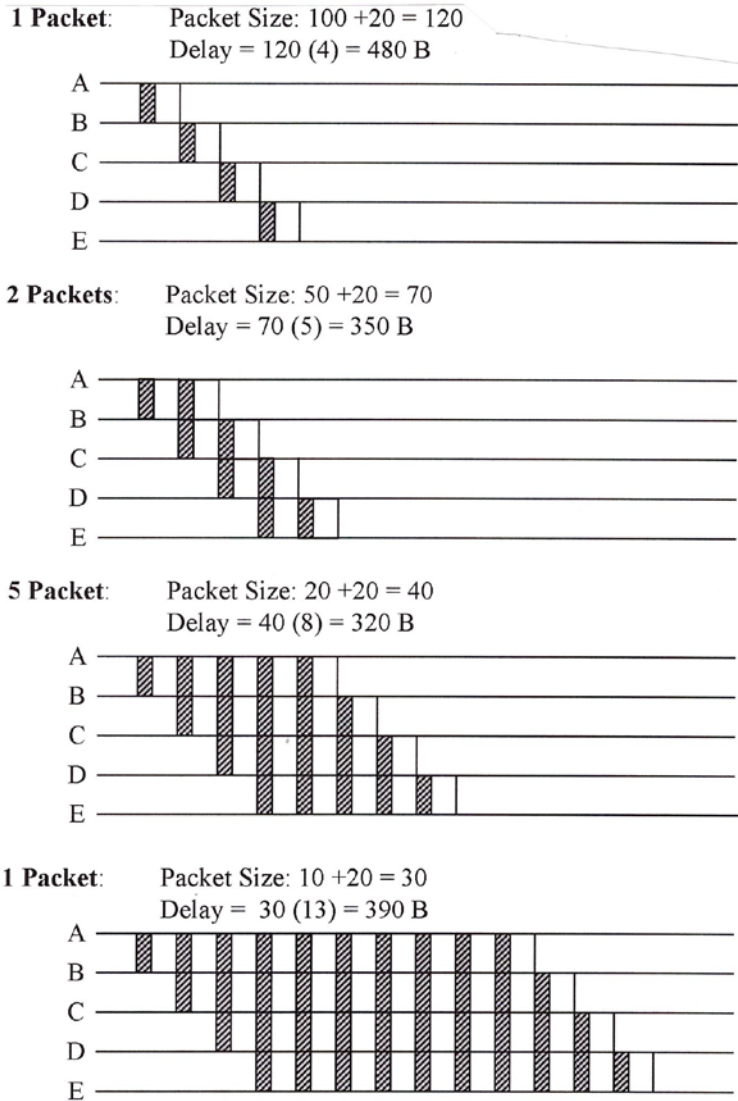 1 Packet: Packet Size: 100 +20 = 120
Delay = 120 (4) = 480 B
A
B
C
D
E
2 Packets: Packet Size: 50 +20 = 70
Delay = 70 (5) = 350 B
A
B
C
D
E
5 Packet: Packet Size: 20 +20 = 40
Delay = 40 (8) = 320 B
A
B
C
D
E
1 Packet: Packet Size: 10 +20 = 30
Delay = 30 (13) = 390 B
A
B
C
D
E